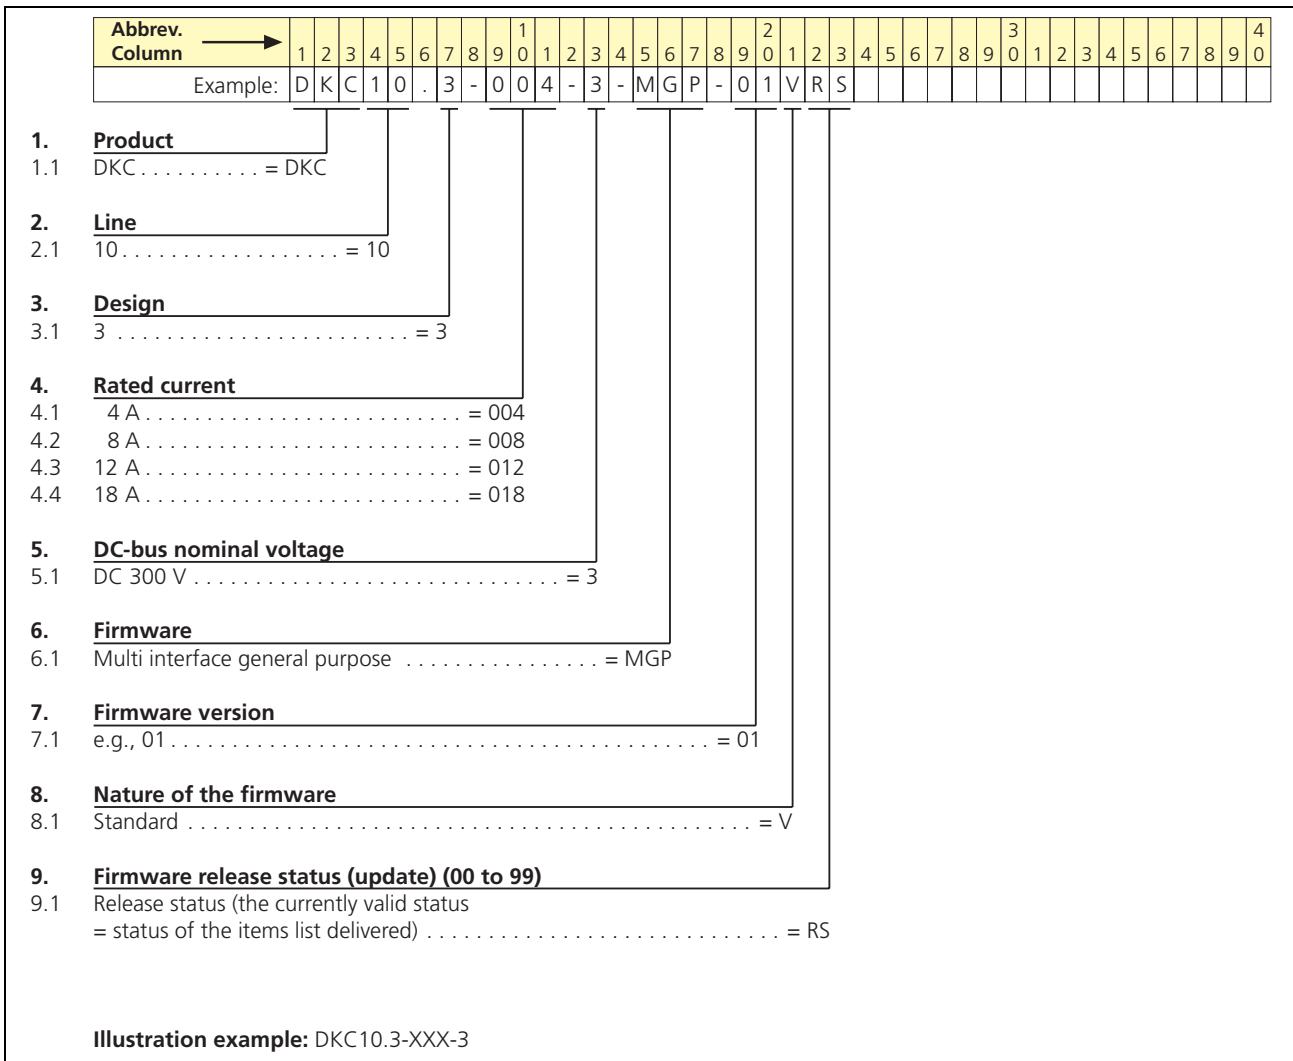 Abbrev. 1 2 3 4
Column 1 2 3 4 5 6 7 8 9 0 1 2 3 4 5 6 7 8 9 0 1 2 3 4 5 6 7 8 9 0 1 2 3 4 5 6 7 8 9 0
Example: D K C 1 0 . 3 - 0 0 4 - 3 - M G P - 0 1 V R S
1. Product
1.1 DKC . . . . . . . . . . = DKC
2. Line
2.1 10 . . . . . . . . . . . . . . . . . . = 10
3. Design
3.1 3 . . . . . . . . . . . . . . . . . . . . . . . . = 3
4. Rated current
4.1 4 A . . . . . . . . . . . . . . . . . . . . . . . . . . = 004
4.2 8 A . . . . . . . . . . . . . . . . . . . . . . . . . . = 008
4.3 12 A . . . . . . . . . . . . . . . . . . . . . . . . . . = 012
4.4 18 A . . . . . . . . . . . . . . . . . . . . . . . . . . = 018
5. DC-bus nominal voltage
5.1 DC 300 V . . . . . . . . . . . . . . . . . . . . . . . . . . . . . . = 3
6. Firmware
6.1 Multi interface general purpose . . . . . . . . . . . . . . . . = MGP
7. Firmware version
7.1 e.g., 01 . . . . . . . . . . . . . . . . . . . . . . . . . . . . . . . . . . . . . . . . . . . . = 01
8. Nature of the firmware
8.1 Standard . . . . . . . . . . . . . . . . . . . . . . . . . . . . . . . . . . . . . . . . . . . . . . = V
9. Firmware release status (update) (00 to 99)
9.1 Release status (the currently valid status
= status of the items list delivered) . . . . . . . . . . . . . . . . . . . . . . . . . . . . . = RS
Illustration example: DKC10.3-XXX-3